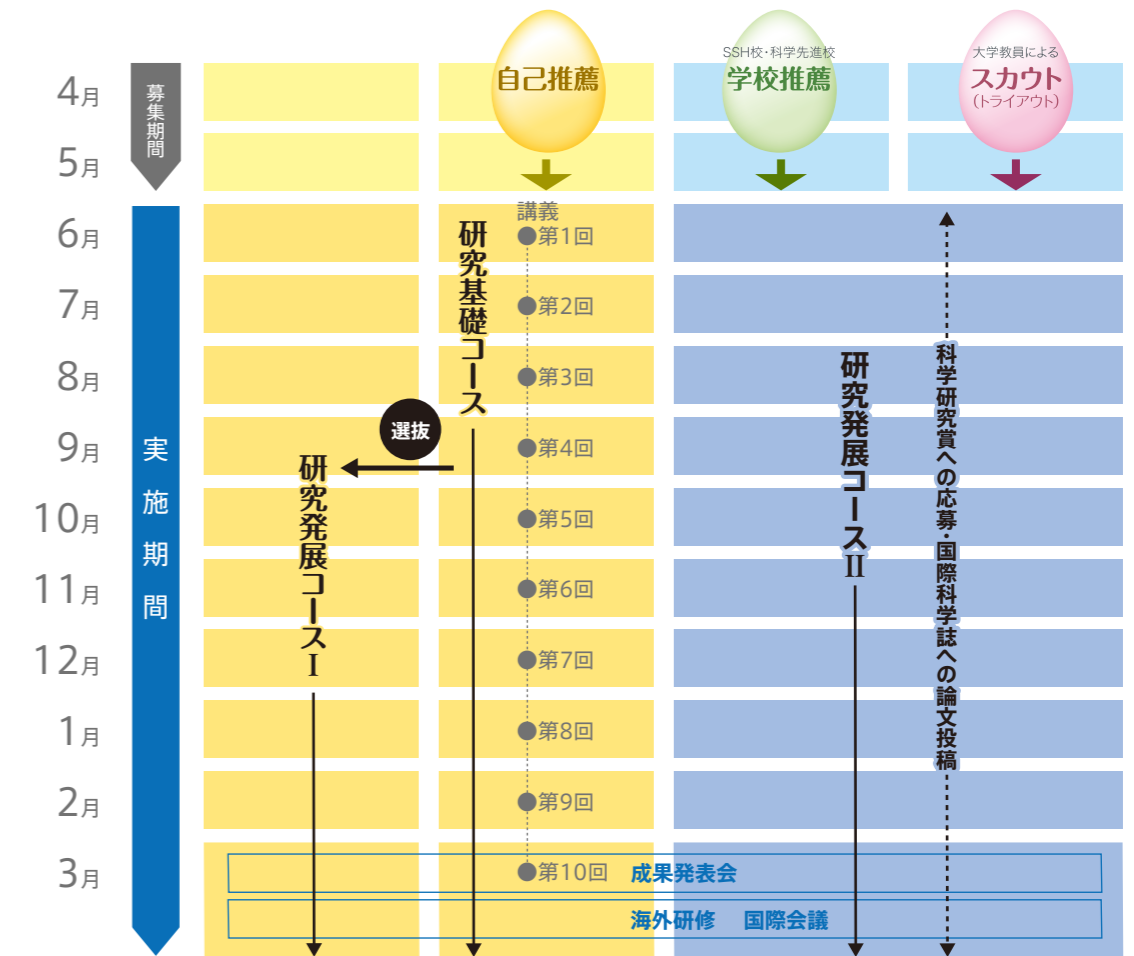 自己推薦
SSH校・科学先進校
学校推薦
大学教員による
スカウト
(トライアウト)
募集期間
4月
5月
実施期間
6月
7月
8月
9月
10月
11月
12月
1月
2月
3月
講義
第1回
第2回
第3回
第4回
第5回
第6回
第7回
第8回
第9回
第10回
研究基礎コース
選抜
研究発展コースⅠ
研究発展コースⅡ
科学研究賞への応募・国際科学誌への論文投稿
成果発表会
海外研修 国際会議